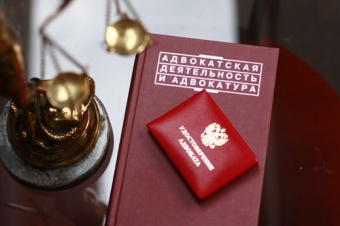 АДВОКАТСКАЯ
ДЕЯТЕЛЬНОСТЬ
И АДВОКАТУРА
УДОСТОВЕРЕНИЕ
АДВОКАТА